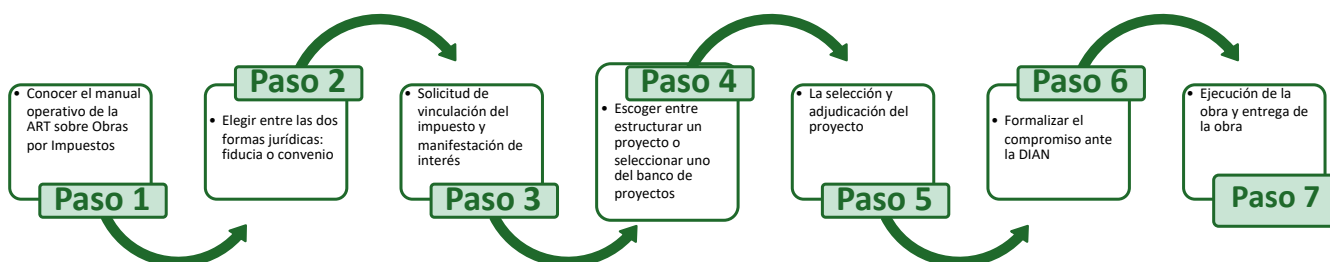 • Conocer el manual
operativo de la
ART sobre Obras
por Impuestos
Paso 1
Paso 2
• Elegir entre las dos
formas jurídicas:
fiducia o convenio
• Solicitud de
vinculación del
impuesto y
manifestación de
interés
Paso 3
Paso 4
• Escoger entre
estructurar un
proyecto o
seleccionar uno
del banco de
proyectos
• La selección y
adjudicación del
proyecto
Paso 5
Paso 6
• Formalizar el
compromiso ante
la DIAN
• Ejecución de la
obra y entrega de
la obra
Paso 7